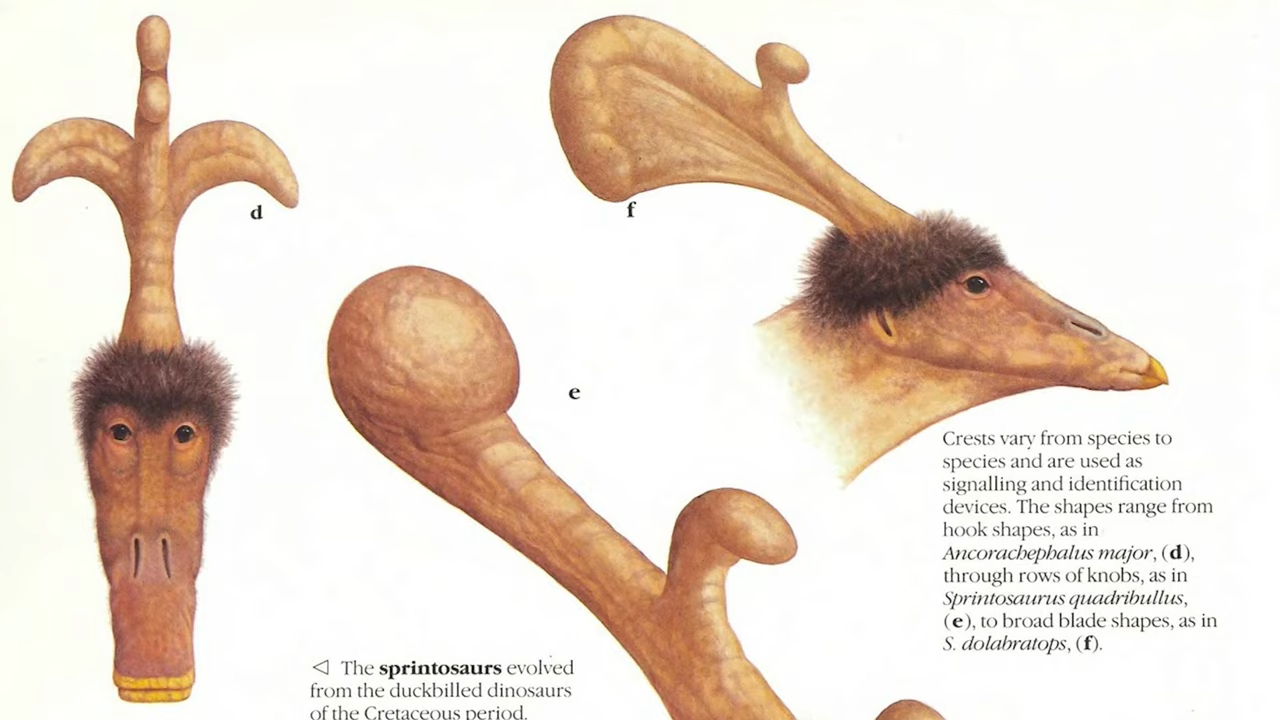 d
f
e
Crests vary from species to
species and are used as
signalling and identification
devices. The shapes range from
hook shapes, as in
Ancorachephalus major, (d),
through rows of knobs, as in
Sprintosaurus quadribullus,
(e), to broad blade shapes, as in
S. dolabratops, (f).
◁ The sprintosaurs evolved
from the duckbilled dinosaurs
of the Cretaceous period.